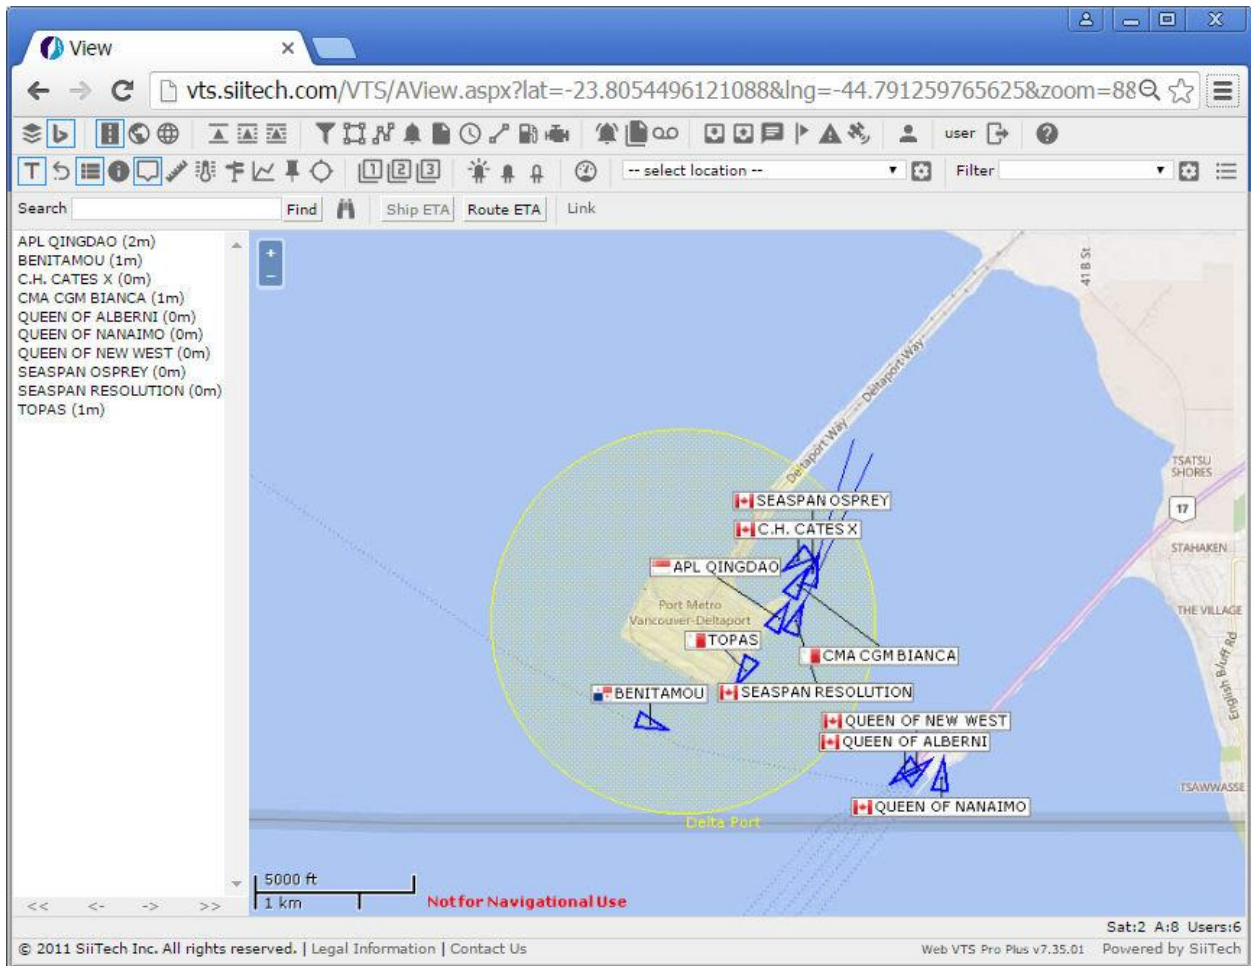 View
vts.siitech.com/VTS/AView.aspx?lat=-23.8054496121088&lng=-44.791259765625&zoom=88
user
T 1 2 3 -- select location -- Filter
Search Find Ship ETA Route ETA Link
APL QINGDAO (2m)
BENITAMOU (1m)
C.H. CATES X (0m)
CMA CGM BIANCA (1m)
QUEEN OF ALBERNI (0m)
QUEEN OF NANAIMO (0m)
QUEEN OF NEW WEST (0m)
SEASPAN OSPREY (0m)
SEASPAN RESOLUTION (0m)
TOPAS (1m)
<< <- -> >>
+
-
41 B St
Deltaport Way
Deltaport Way
Deltaport Way
TSATSU
SHORES
17
SEASPAN OSPREY
C.H. CATES X
STAHAKEN
APL QINGDAO
Port Metro
Vancouver-Deltaport
THE VILLAGE
TOPAS
English Bluff Rd
CMA CGM BIANCA
BENITAMOU
SEASPAN RESOLUTION
QUEEN OF NEW WEST
QUEEN OF ALBERNI
TSAWWASSE
QUEEN OF NANAIMO
Delta Port
5000 ft
1 km
Not for Navigational Use
Sat:2 A:8 Users:6
© 2011 SiiTech Inc. All rights reserved. | Legal Information | Contact Us Web VTS Pro Plus v7.35.01 Powered by SiiTech